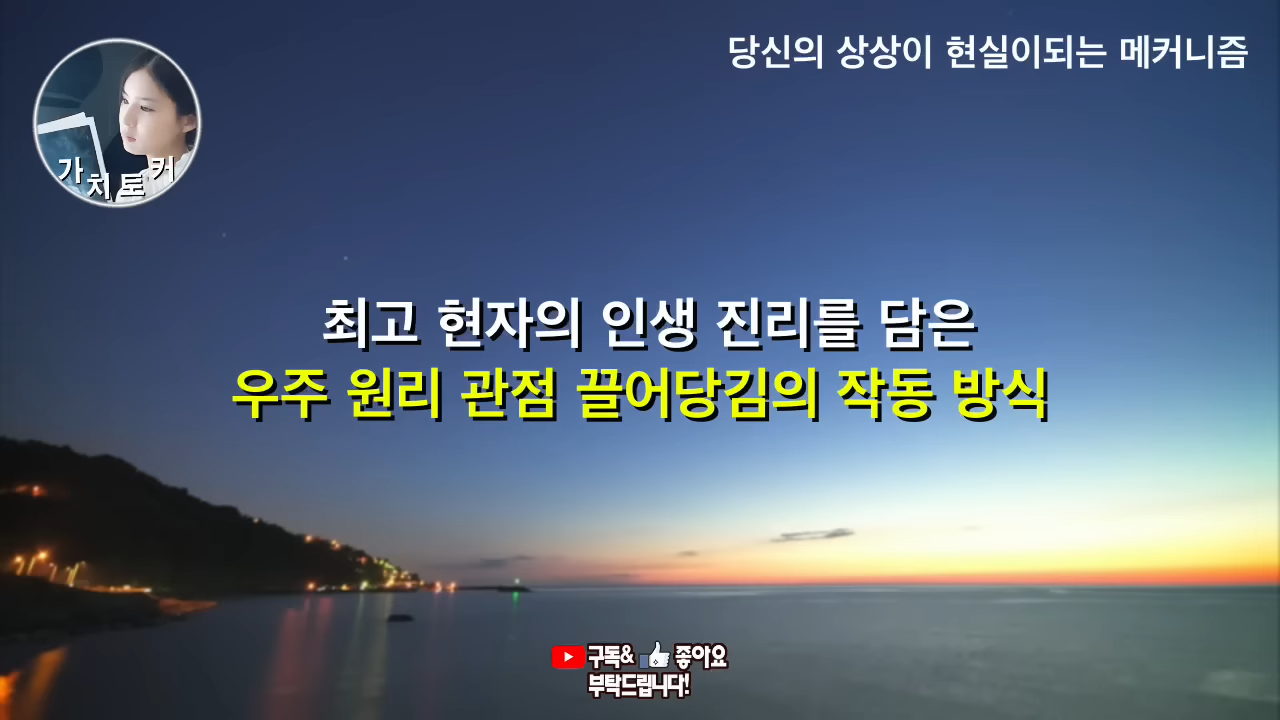 당신의 상상이 현실이되는 메커니즘
가치토커
최고 현자의 인생 진리를 담은
우주 원리 관점 끌어당김의 작동 방식
구독& 좋아요
부탁드립니다!